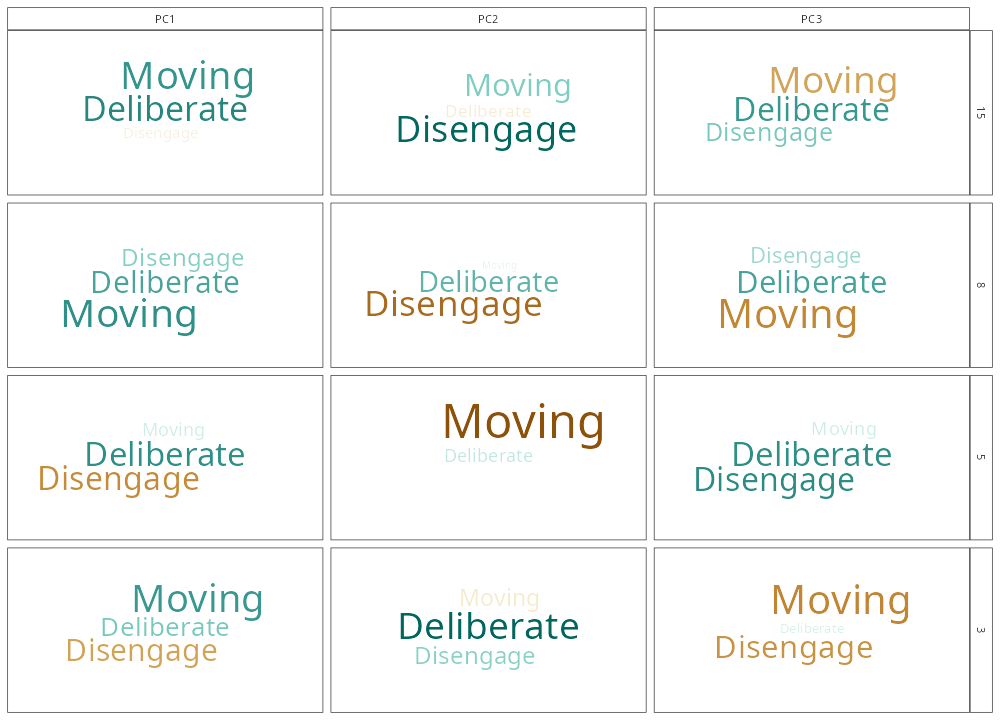 PC1 PC2 PC3
Moving
Deliberate
Disengage
Moving
Deliberate
Disengage
Moving
Deliberate
Disengage
15
Disengage
Deliberate
Moving
Moving
Deliberate
Disengage
Disengage
Deliberate
Moving
8
Moving
Deliberate
Disengage
Moving
Deliberate
Moving
Deliberate
Disengage
5
Moving
Deliberate
Disengage
Moving
Deliberate
Disengage
Moving
Deliberate
Disengage
3